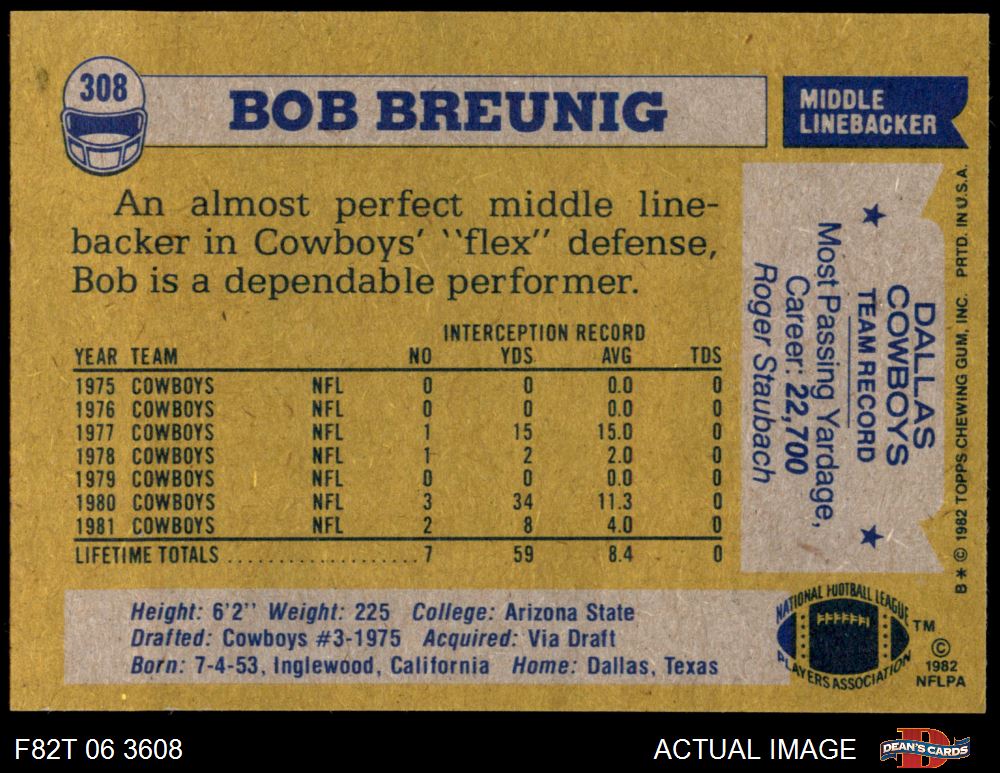 308
BOB BREUNIG
MIDDLE
LINEBACKER
An almost perfect middle line-
backer in Cowboys' ``flex'' defense,
Bob is a dependable performer.
INTERCEPTION RECORD
YEAR TEAM NO YDS AVG TDS
1975 COWBOYS NFL 0 0 0.0 0
1976 COWBOYS NFL 0 0 0.0 0
1977 COWBOYS NFL 1 15 15.0 0
1978 COWBOYS NFL 1 2 2.0 0
1979 COWBOYS NFL 0 0 0.0 0
1980 COWBOYS NFL 3 34 11.3 0
1981 COWBOYS NFL 2 8 4.0 0
LIFETIME TOTALS .................. 7 59 8.4 0
Height: 6'2'' Weight: 225 College: Arizona State
Drafted: Cowboys #3-1975 Acquired: Via Draft
Born: 7-4-53, Inglewood, California Home: Dallas, Texas
DALLAS
COWBOYS
TEAM RECORD
Most Passing Yardage,
Career: 22,700
Roger Staubach
B * © 1982 TOPPS CHEWING GUM, INC. PRTD. IN U.S.A.
NATIONAL FOOTBALL LEAGUE
PLAYERS ASSOCIATION
TM
©
1982
NFLPA
F82T 06 3608
ACTUAL IMAGE
DEAN'S CARDS